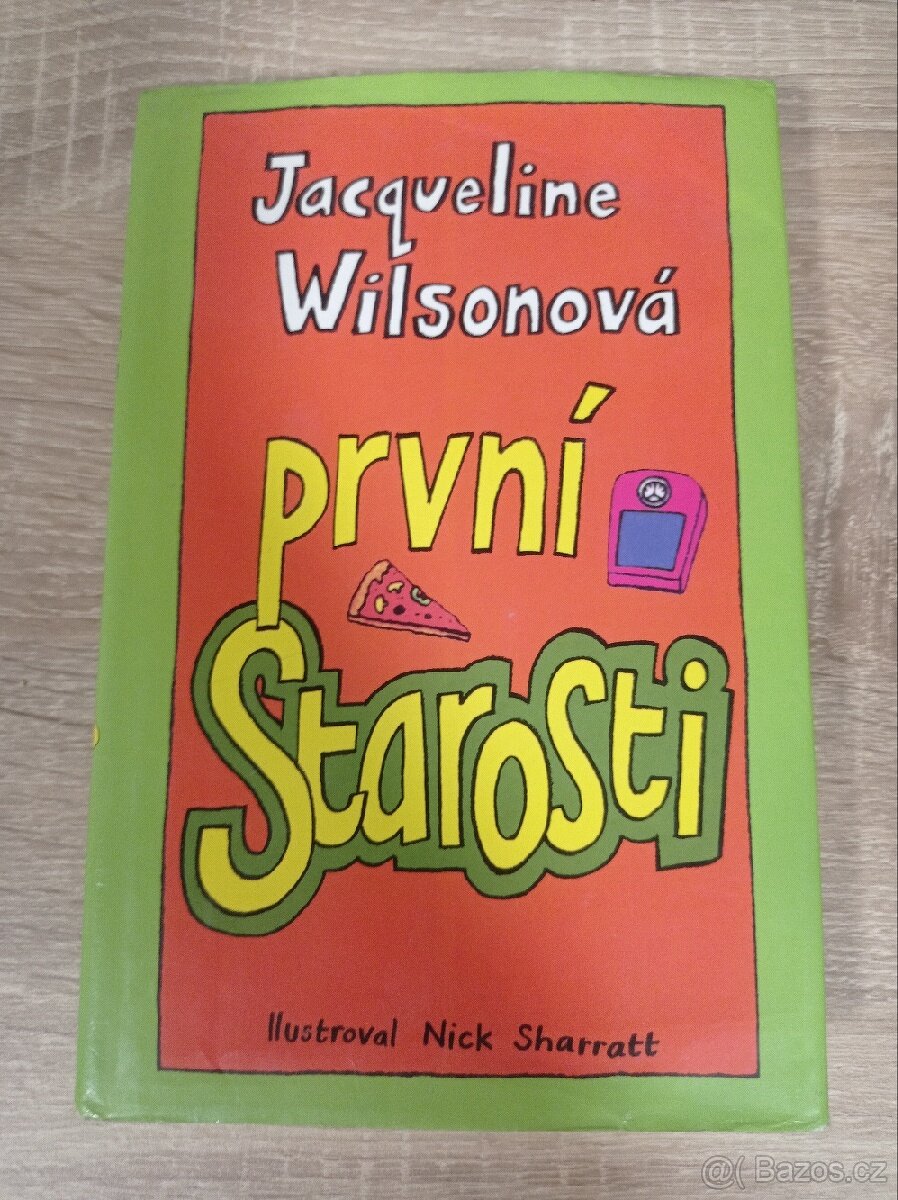 Jacqueline
Wilsonová
první
Starosti
Ilustroval Nick Sharratt
@( Bazos.cz